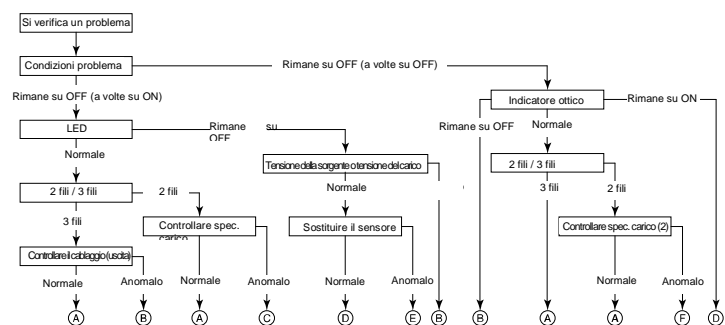 Si verifica un problema
Condizioni problema
Rimane su OFF (a volte su OFF)
Rimane su OFF (a volte su ON)
Indicatore ottico
Rimane su ON
LED
Rimane su OFF
Rimane su OFF
Normale
Normale
Tensione della sorgente o tensione del carico
2 fili / 3 fili
2 fili / 3 fili
2 fili
Normale
3 fili
2 fili
3 fili
Controllare spec. carico
Sostituire il sensore
Controllare spec. carico (2)
Controllare il cablaggio (uscita)
Normale
Anomalo
Normale
Anomalo
Normale
Anomalo
Normale
Anomalo
A
B
A
C
D
E
B
B
A
A
F
D